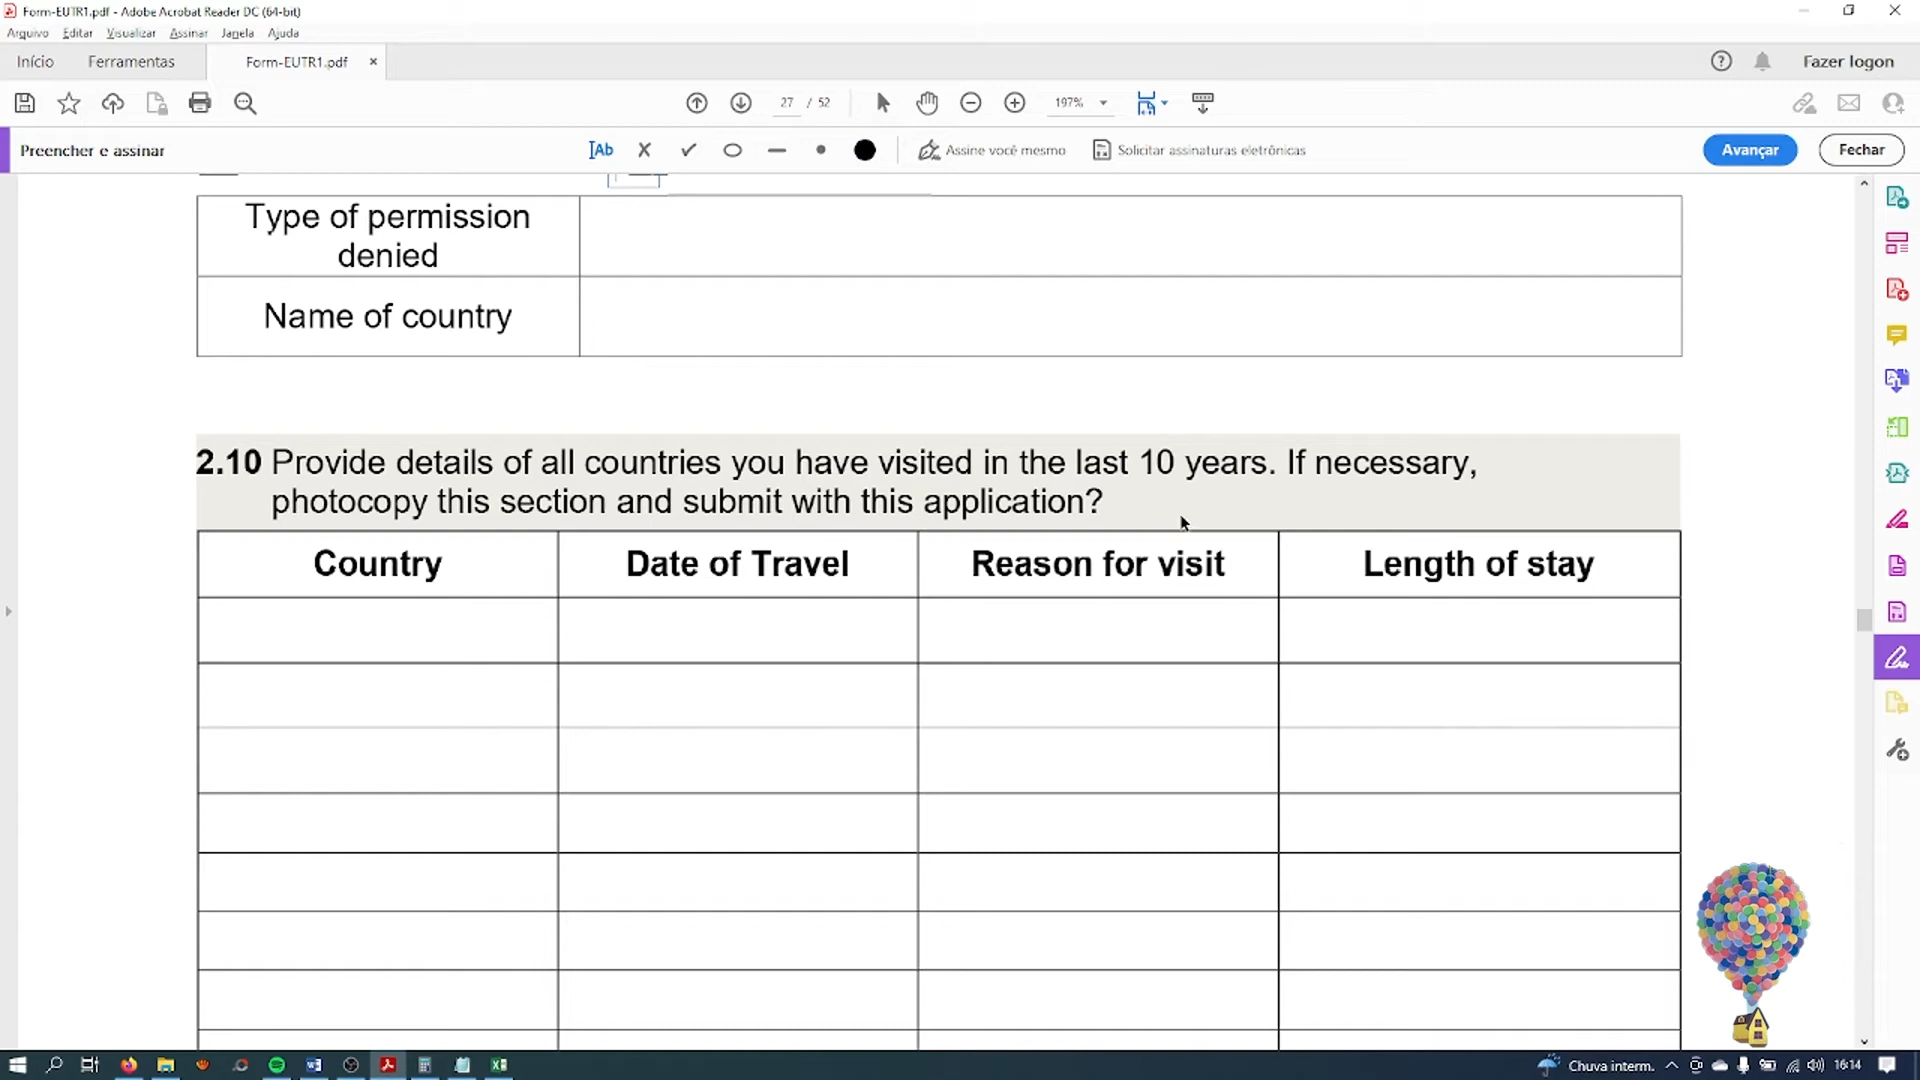 Form-EUTR1.pdf - Adobe Acrobat Reader DC (64-bit)
Arquivo Editar Visualizar Assinar Janela Ajuda
Início Ferramentas Form-EUTR1.pdf Fazer logon
27 / 52 197%
Preencher e assinar Ab Assine você mesmo Solicitar assinaturas eletrônicas Avançar Fechar
Type of permission
denied
Name of country
2.10 Provide details of all countries you have visited in the last 10 years. If necessary,
photocopy this section and submit with this application?
Country Date of Travel Reason for visit Length of stay
Chuva interm. 16:14